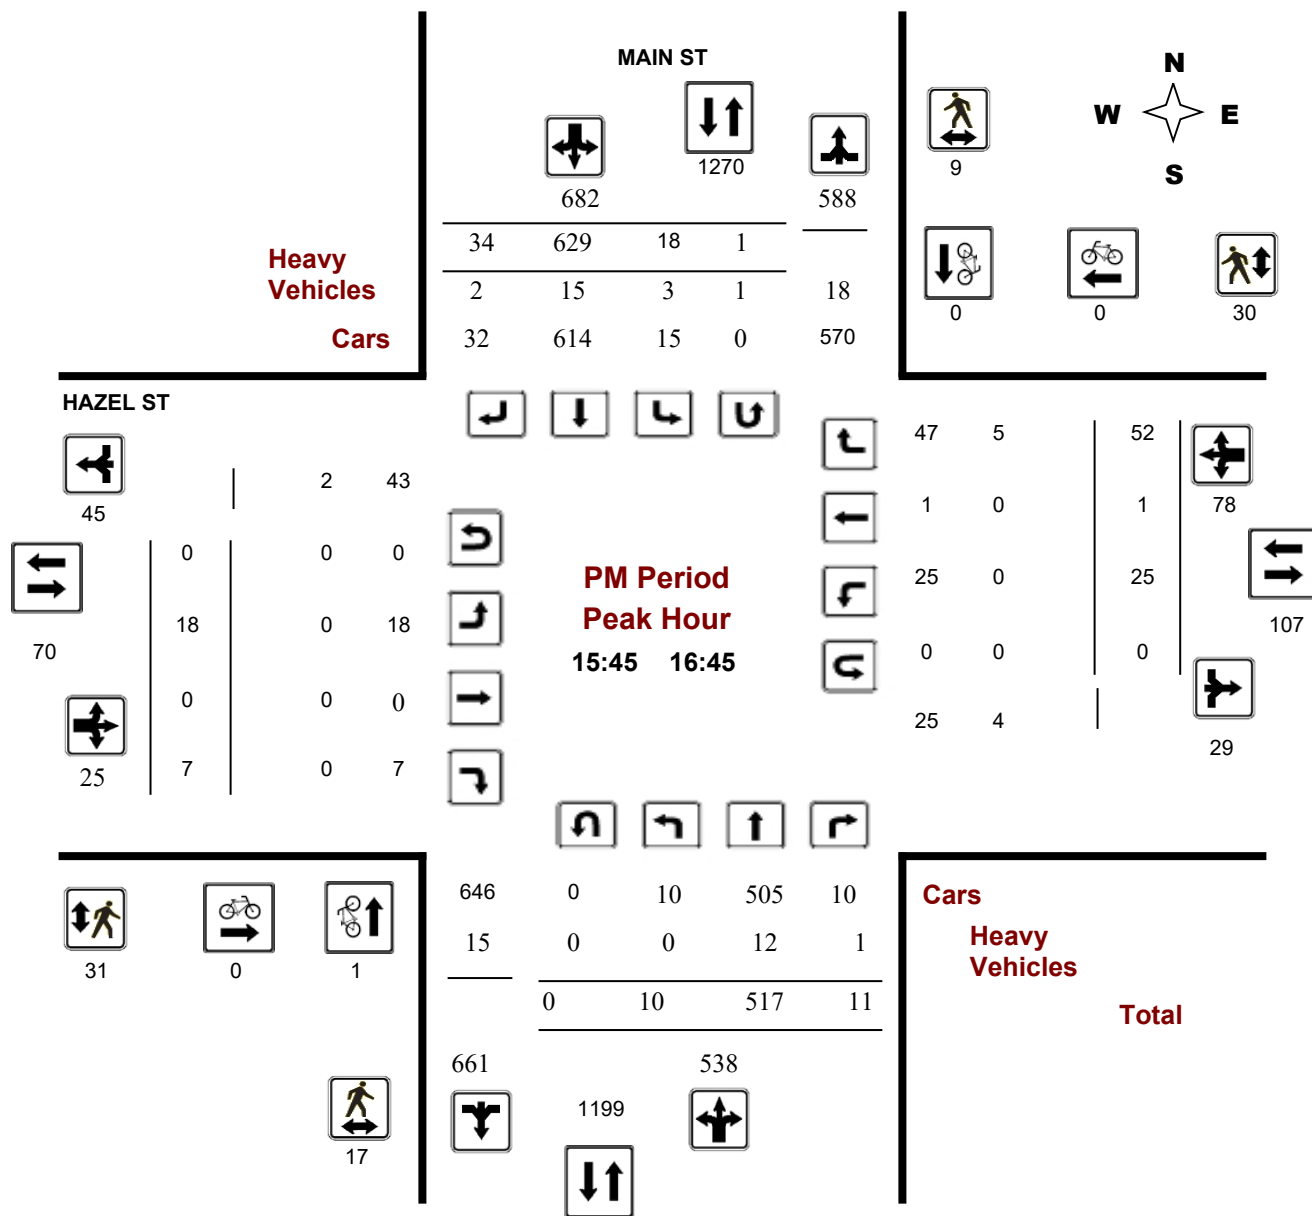 MAIN ST
N
W E
S
1270
9
682 588
34 629 18 1
Heavy
Vehicles
2 15 3 1 18
0 0 30
Cars
32 614 15 0 570
HAZEL ST
47 5 52
2 43
45
1 0 1 78
0 0 0
PM Period
25 0 25
18 0 18
Peak Hour
107
70
15:45 16:45
0 0 0
0 0 0
25 4
29
25
7 0 7
646 0 10 505 10
Cars
15 0 0 12 1
Heavy
Vehicles
31 0 1
0 10 517 11
Total
661 538
1199
17